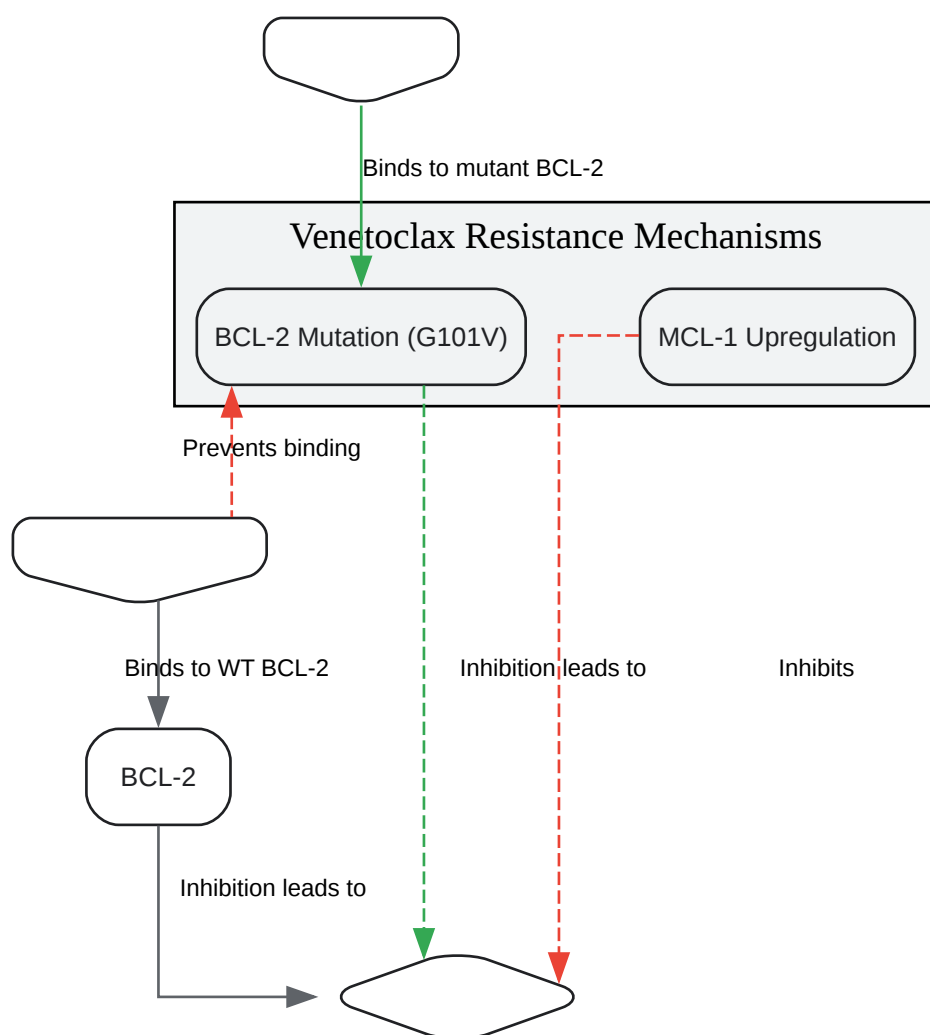 Binds to mutant BCL-2
Venetoclax Resistance Mechanisms
BCL-2 Mutation (G101V)
MCL-1 Upregulation
Prevents binding
Binds to WT BCL-2
Inhibition leads to
Inhibits
BCL-2
Inhibition leads to